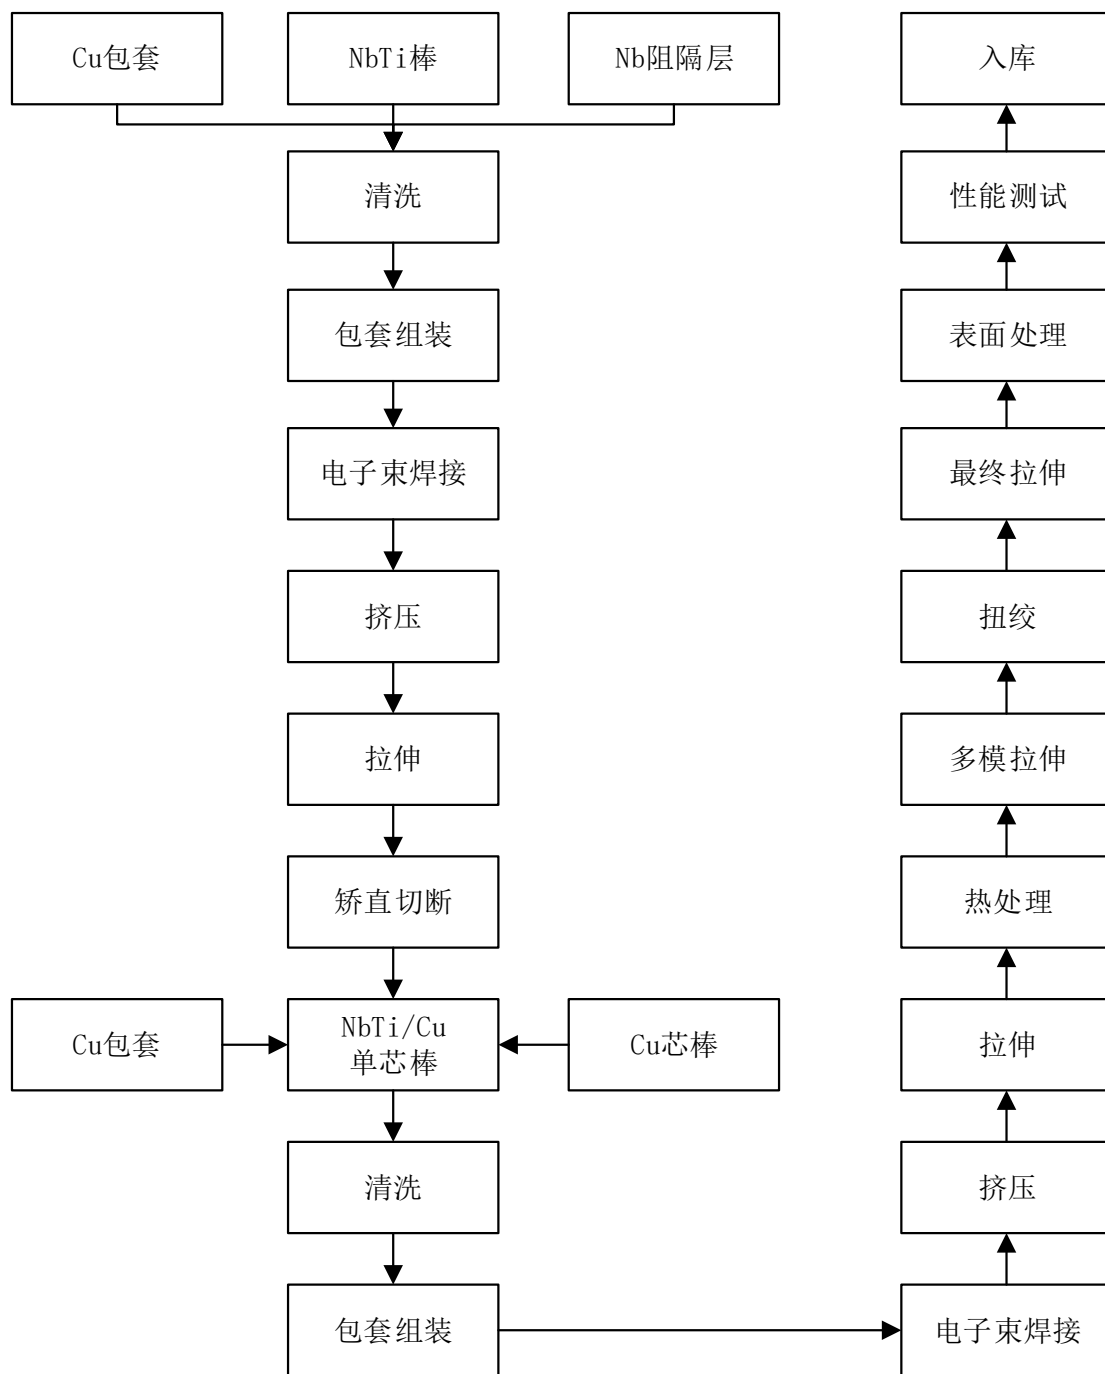 Cu包套
NbTi棒
Nb阻隔层
入库
清洗
性能测试
包套组装
表面处理
电子束焊接
最终拉伸
挤压
扭绞
拉伸
多模拉伸
矫直切断
热处理
Cu包套
NbTi/Cu
单芯棒
Cu芯棒
拉伸
清洗
挤压
包套组装
电子束焊接